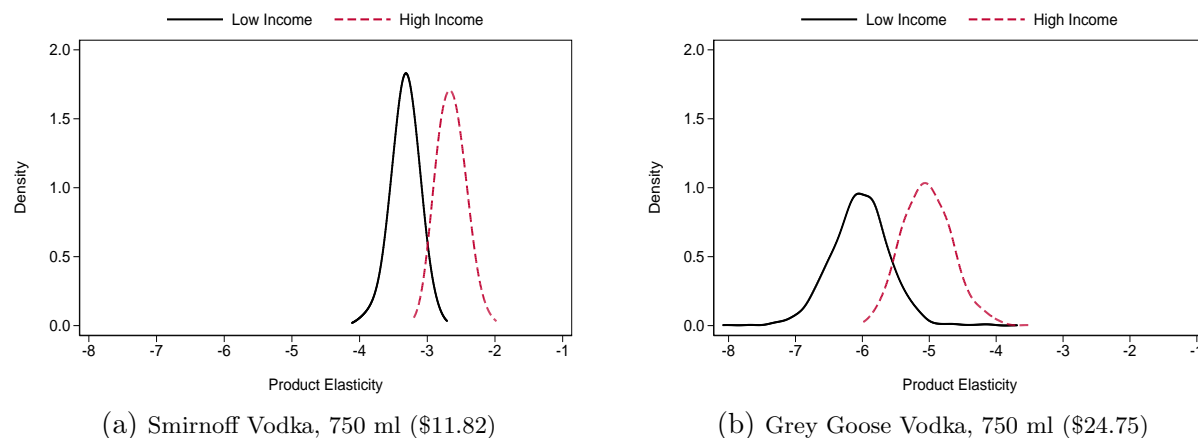 Low Income High Income
2.0
1.5
1.0
0.5
0.0
Density
-8 -7 -6 -5 -4 -3 -2 -1
Product Elasticity
(a) Smirnoff Vodka, 750 ml ($11.82)
Low Income High Income
2.0
1.5
1.0
0.5
0.0
Density
-8 -7 -6 -5 -4 -3 -2 -1
Product Elasticity
(b) Grey Goose Vodka, 750 ml ($24.75)